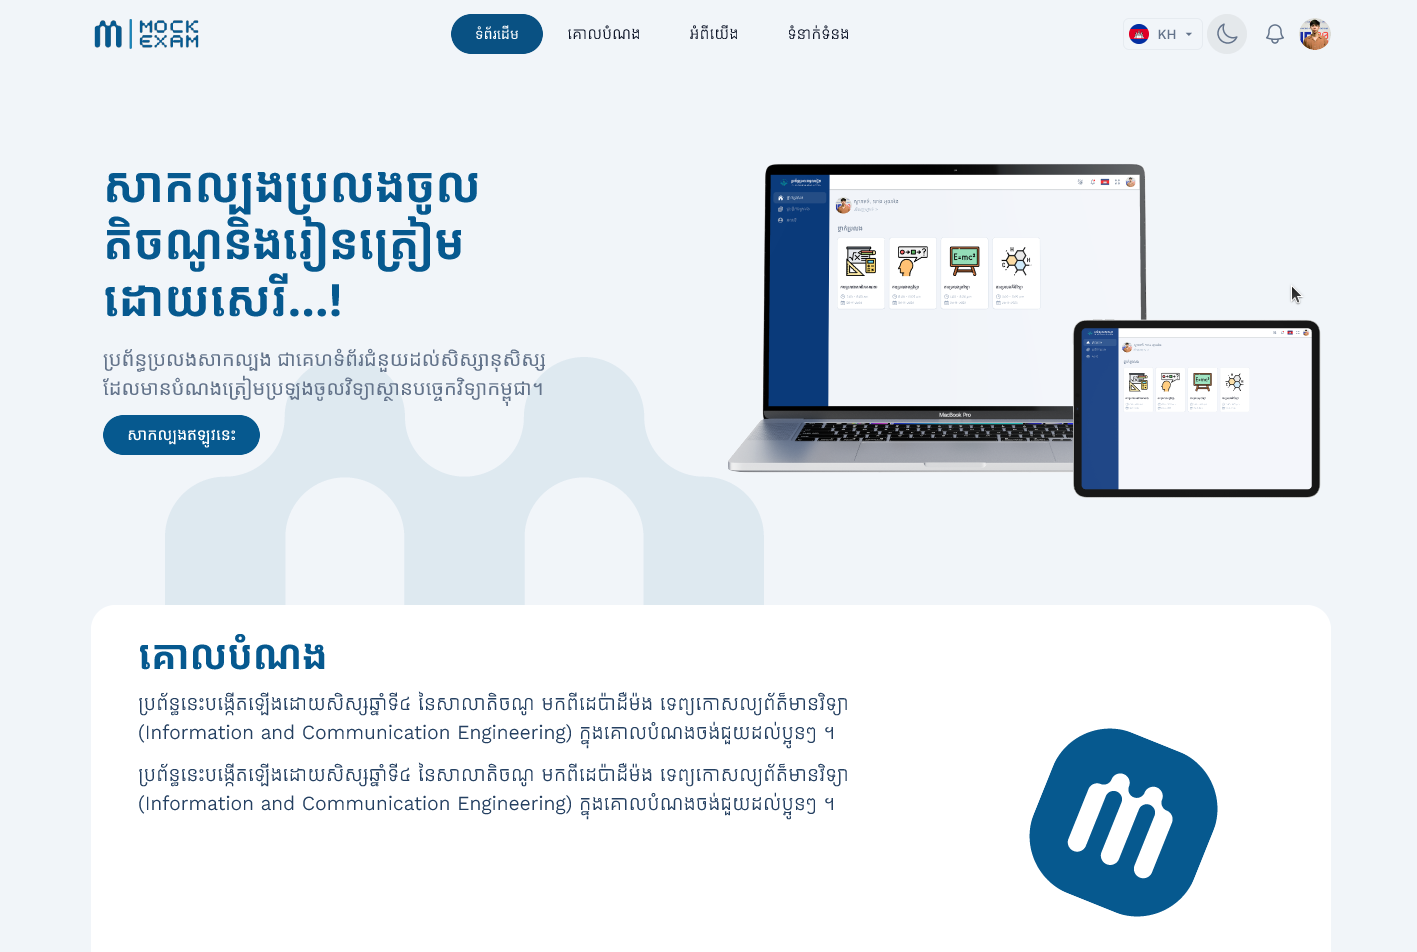 MOCK
EXAM
ទំព័រដើម
គោលបំណង
អំពីយើង
ទំនាក់ទំនង
KH
សាកល្បងប្រលងចូល
តិចណូនិងរៀនត្រៀម
ដោយសេរី...!
ប្រព័ន្ធប្រលងសាកល្បង ជាគេហទំព័រជំនួយដល់សិស្សានុសិស្ស
ដែលមានបំណងត្រៀមប្រឡងចូលវិទ្យាស្ថានបច្ចេកវិទ្យាកម្ពុជា។
សាកល្បងឥឡូវនេះ
E=mc²
MacBook Pro
គោលបំណង
ប្រព័ន្ធនេះបង្កើតឡើងដោយសិស្សឆ្នាំទី៤ នៃសាលាតិចណូ មកពីដេប៉ាដឺម៉ង ទេព្យកោសល្យព័ត៌មានវិទ្យា
(Information and Communication Engineering) ក្នុងគោលបំណងចង់ជួយដល់ប្អូនៗ ។
ប្រព័ន្ធនេះបង្កើតឡើងដោយសិស្សឆ្នាំទី៤ នៃសាលាតិចណូ មកពីដេប៉ាដឺម៉ង ទេព្យកោសល្យព័ត៌មានវិទ្យា
(Information and Communication Engineering) ក្នុងគោលបំណងចង់ជួយដល់ប្អូនៗ ។